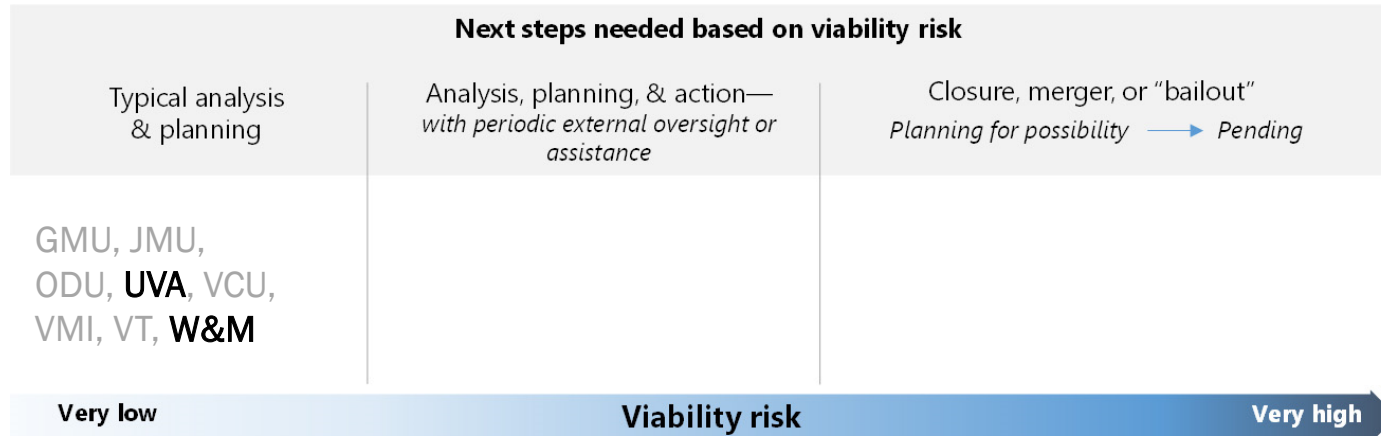 Next steps needed based on viability risk
Typical analysis
& planning
Analysis, planning, & action—
with periodic external oversight or
assistance
Closure, merger, or “bailout”
Planning for possibility
Pending
GMU, JMU,
ODU, UVA, VCU,
VMI, VT, W&M
Very low
Viability risk
Very high